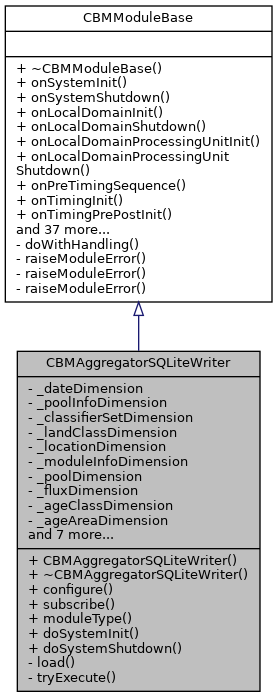 CBMModuleBase
+ ~CBMModuleBase()
+ onSystemInit()
+ onSystemShutdown()
+ onLocalDomainInit()
+ onLocalDomainShutdown()
+ onLocalDomainProcessingUnitInit()
+ onLocalDomainProcessingUnit
Shutdown()
+ onPreTimingSequence()
+ onTimingInit()
+ onTimingPrePostInit()
and 37 more...
- doWithHandling()
- raiseModuleError()
- raiseModuleError()
- raiseModuleError()
CBMAggregatorSQLiteWriter
- _dateDimension
- _poolInfoDimension
- _classifierSetDimension
- _landClassDimension
- _locationDimension
- _moduleInfoDimension
- _poolDimension
- _fluxDimension
- _ageClassDimension
- _ageAreaDimension
and 7 more...
+ CBMAggregatorSQLiteWriter()
+ ~CBMAggregatorSQLiteWriter()
+ configure()
+ subscribe()
+ moduleType()
+ doSystemInit()
+ doSystemShutdown()
- load()
- tryExecute()